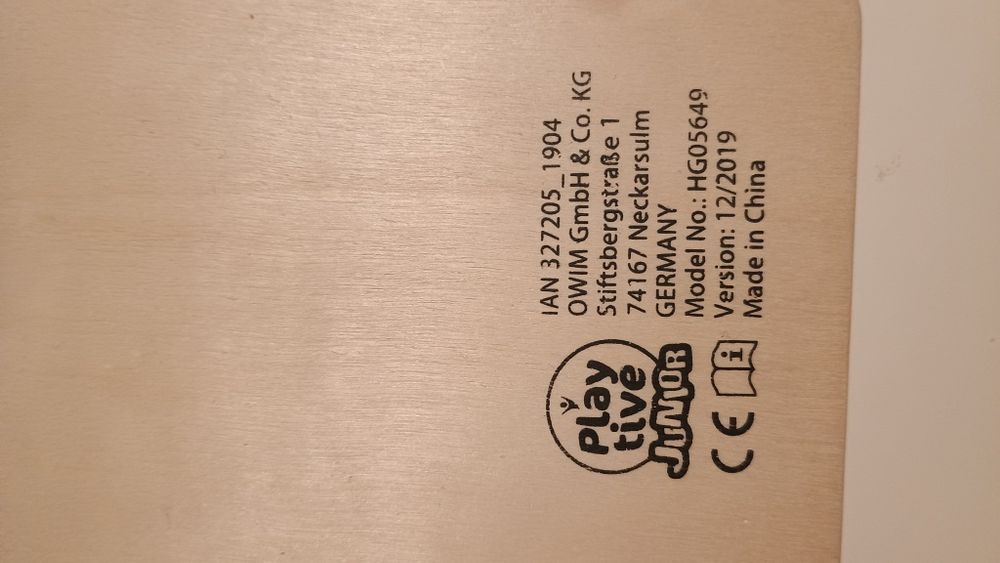 Play
tive
JUNIOR
CE
i
IAN 327205_1904
OWIM GmbH & Co. KG
Stiftsbergstraße 1
74167 Neckarsulm
GERMANY
Model No.: HG05649
Version: 12/2019
Made in China